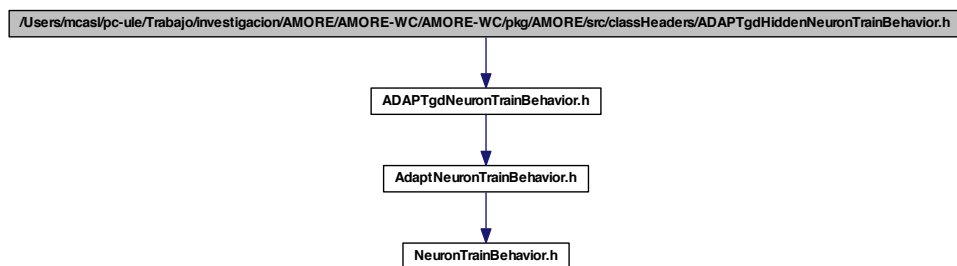 /Users/mcasl/pc-ule/Trabajo/investigacion/AMORE/AMORE-WC/AMORE-WC/pkg/AMORE/src/classHeaders/ADAPTgdHiddenNeuronTrainBehavior.h
ADAPTgdNeuronTrainBehavior.h
AdaptNeuronTrainBehavior.h
NeuronTrainBehavior.h